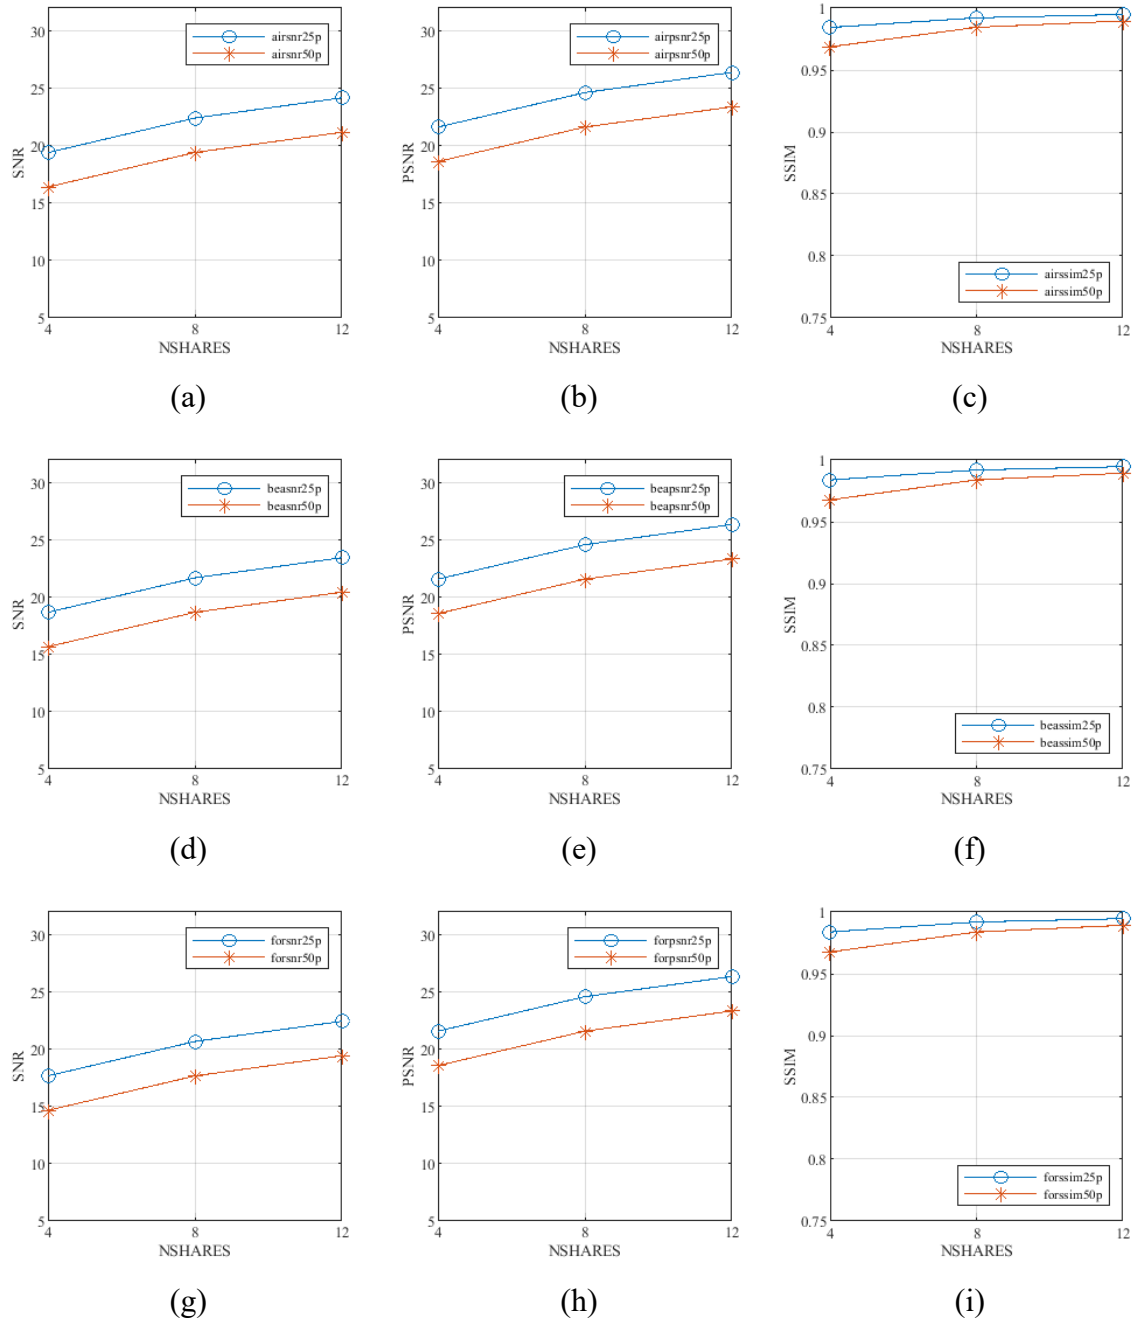 30
25
20
15
10
5
SNR
airsnr25p
airsnr50p
4
8
12
NSHARES
(a)
30
25
20
15
10
5
PSNR
airpsnr25p
airpsnr50p
4
8
12
NSHARES
(b)
1
0.95
0.9
0.85
0.8
0.75
SSIM
airssim25p
airssim50p
4
8
12
NSHARES
(c)
30
25
20
15
10
5
SNR
beasnr25p
beasnr50p
4
8
12
NSHARES
(d)
30
25
20
15
10
5
PSNR
beapsnr25p
beapsnr50p
4
8
12
NSHARES
(e)
1
0.95
0.9
0.85
0.8
0.75
SSIM
beassim25p
beassim50p
4
8
12
NSHARES
(f)
30
25
20
15
10
5
SNR
forsnr25p
forsnr50p
4
8
12
NSHARES
(g)
30
25
20
15
10
5
PSNR
forpsnr25p
forpsnr50p
4
8
12
NSHARES
(h)
1
0.95
0.9
0.85
0.8
0.75
SSIM
forssim25p
forssim50p
4
8
12
NSHARES
(i)